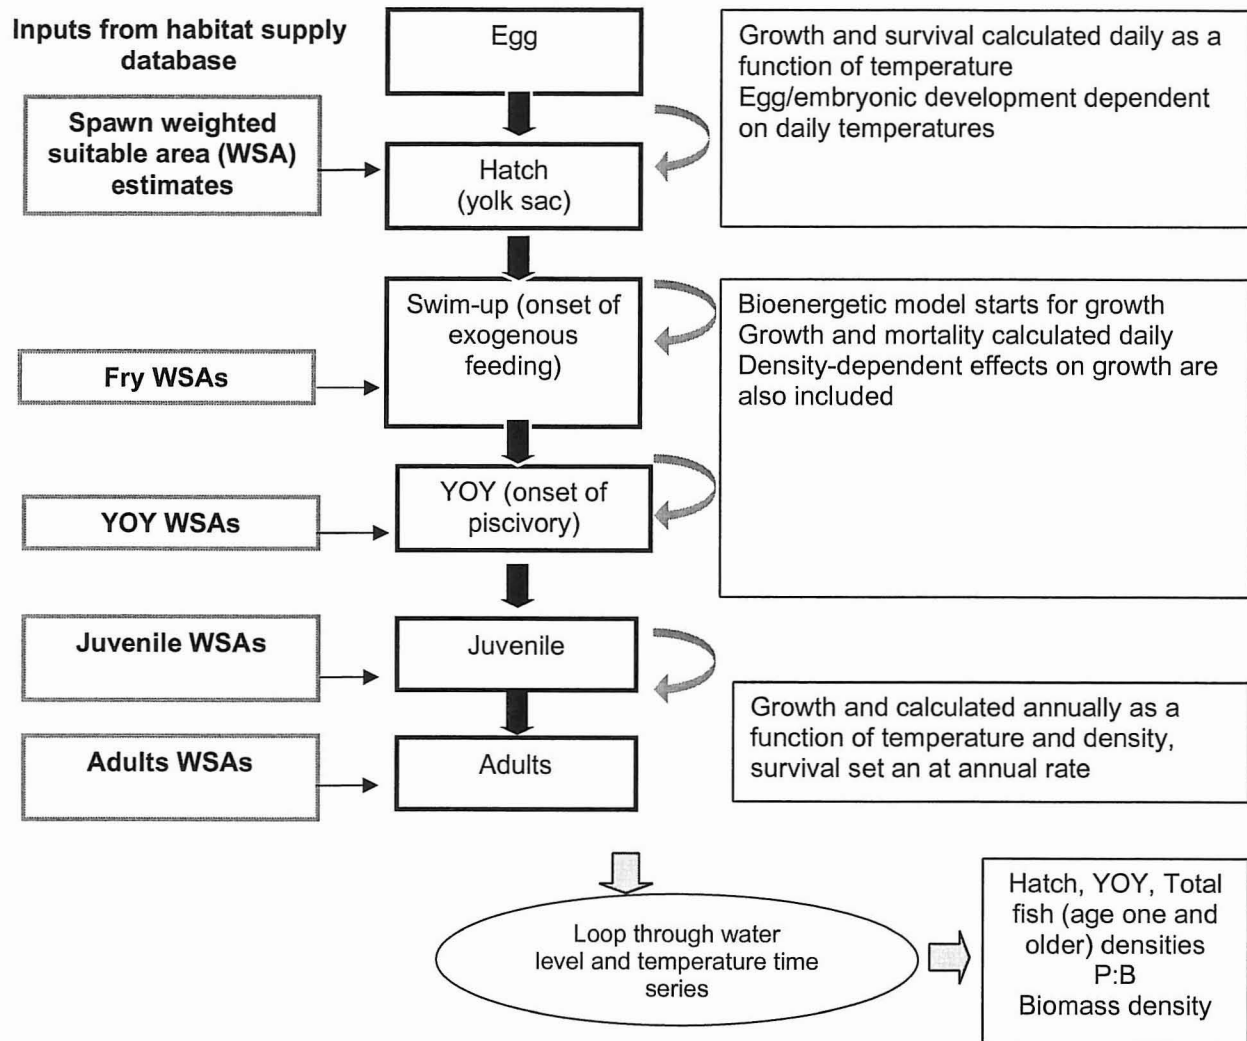 Inputs from habitat supply
database
Egg
Growth and survival calculated daily as a
function of temperature
Egg/embryonic development dependent
on daily temperatures
Spawn weighted
suitable area (WSA)
estimates
Hatch
(yolk sac)
Swim-up (onset of
exogenous
feeding)
Bioenergetic model starts for growth
Growth and mortality calculated daily
Density-dependent effects on growth are
also included
Fry WSAs
YOY (onset of
piscivory)
YOY WSAs
Juvenile WSAs
Juvenile
Growth and calculated annually as a
function of temperature and density,
survival set an at annual rate
Adults WSAs
Adults
Loop through water
level and temperature time
series
Hatch, YOY, Total
fish (age one and
older) densities
P:B
Biomass density